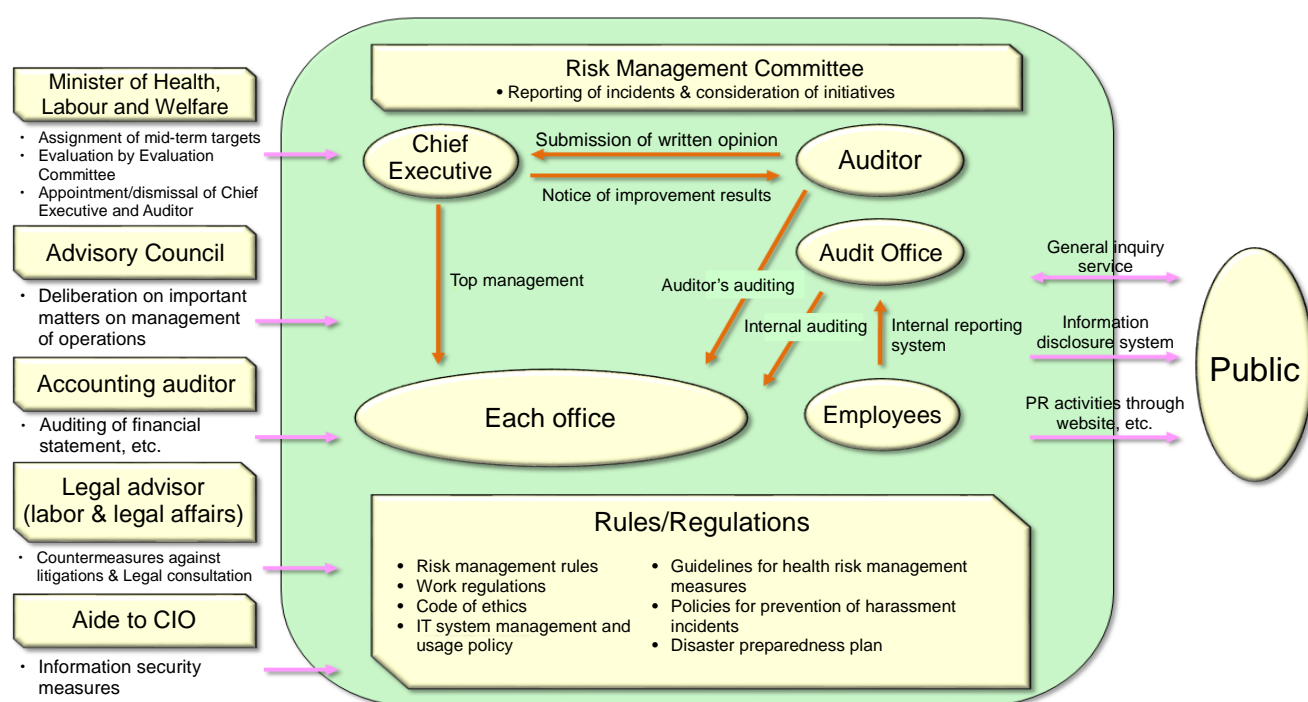 Minister of Health,
Labour and Welfare
・ Assignment of mid-term targets
・ Evaluation by Evaluation
Committee
・ Appointment/dismissal of Chief
Executive and Auditor
Advisory Council
・ Deliberation on important
matters on management
of operations
Accounting auditor
・ Auditing of financial
statement, etc.
Legal advisor
(labor & legal affairs)
・ Countermeasures against
litigations & Legal consultation
Aide to CIO
・ Information security
measures
Risk Management Committee
• Reporting of incidents & consideration of initiatives
Chief
Executive
Submission of written opinion
Notice of improvement results
Auditor
Audit Office
Top management
Auditor's auditing
Internal auditing
Internal reporting
system
Each office
Employees
Rules/Regulations
• Risk management rules
• Work regulations
• Code of ethics
• IT system management and
usage policy
• Guidelines for health risk management
measures
• Policies for prevention of harassment
incidents
• Disaster preparedness plan
General inquiry
service
Information
disclosure system
PR activities through
website, etc.
Public